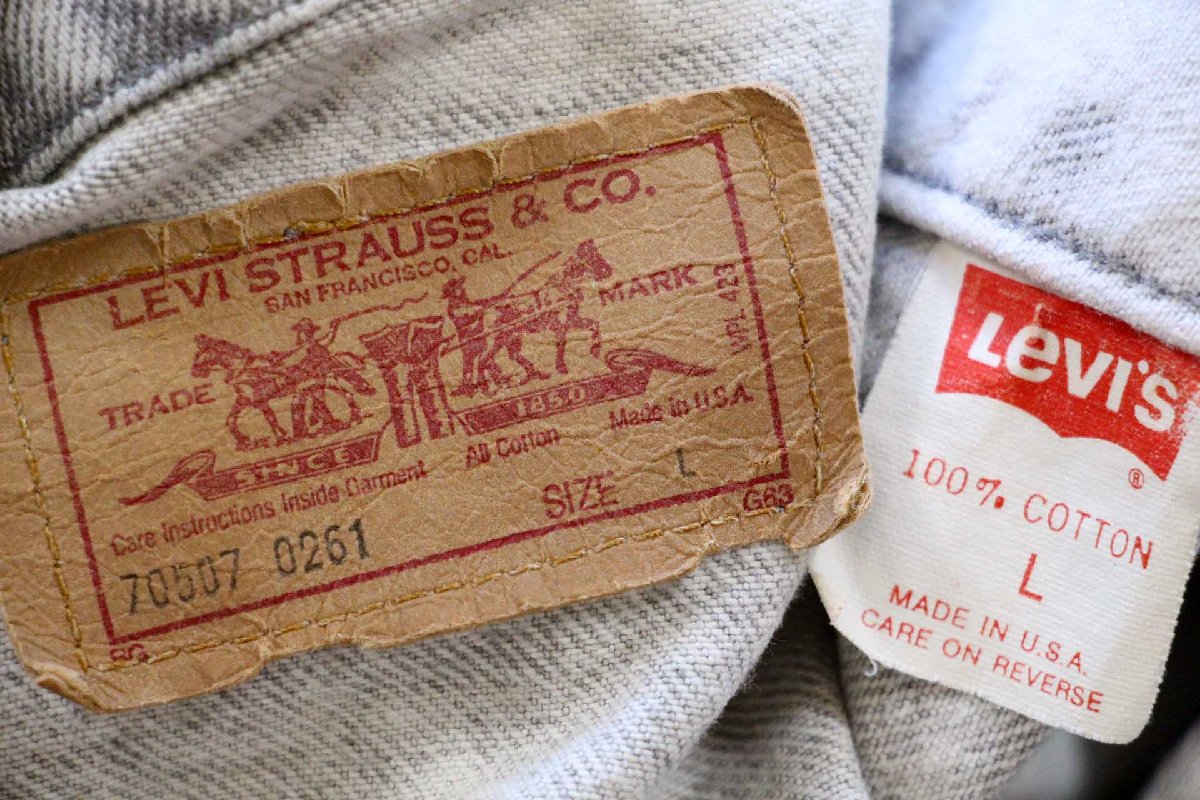 LEVI STRAUSS & CO.
SAN FRANCISCO, CAL.
TRADE MARK
WPL 423
SINCE 1850
Care Instructions Inside Garment
All Cotton
Made in U.S.A.
SIZE L
70507 0261
G63
Levi's
®
100% COTTON
L
MADE IN U.S.A.
CARE ON REVERSE